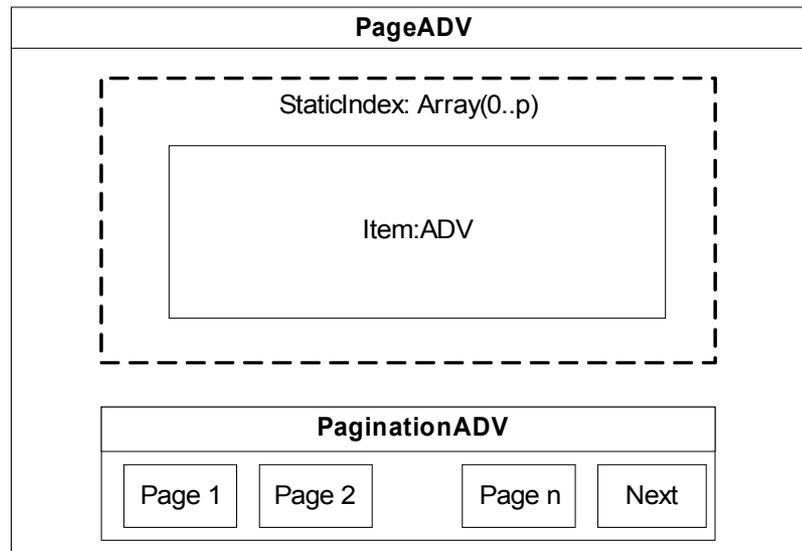 PageADV
StaticIndex: Array(0..p)
Item:ADV
PaginationADV
Page 1 Page 2 Page n Next